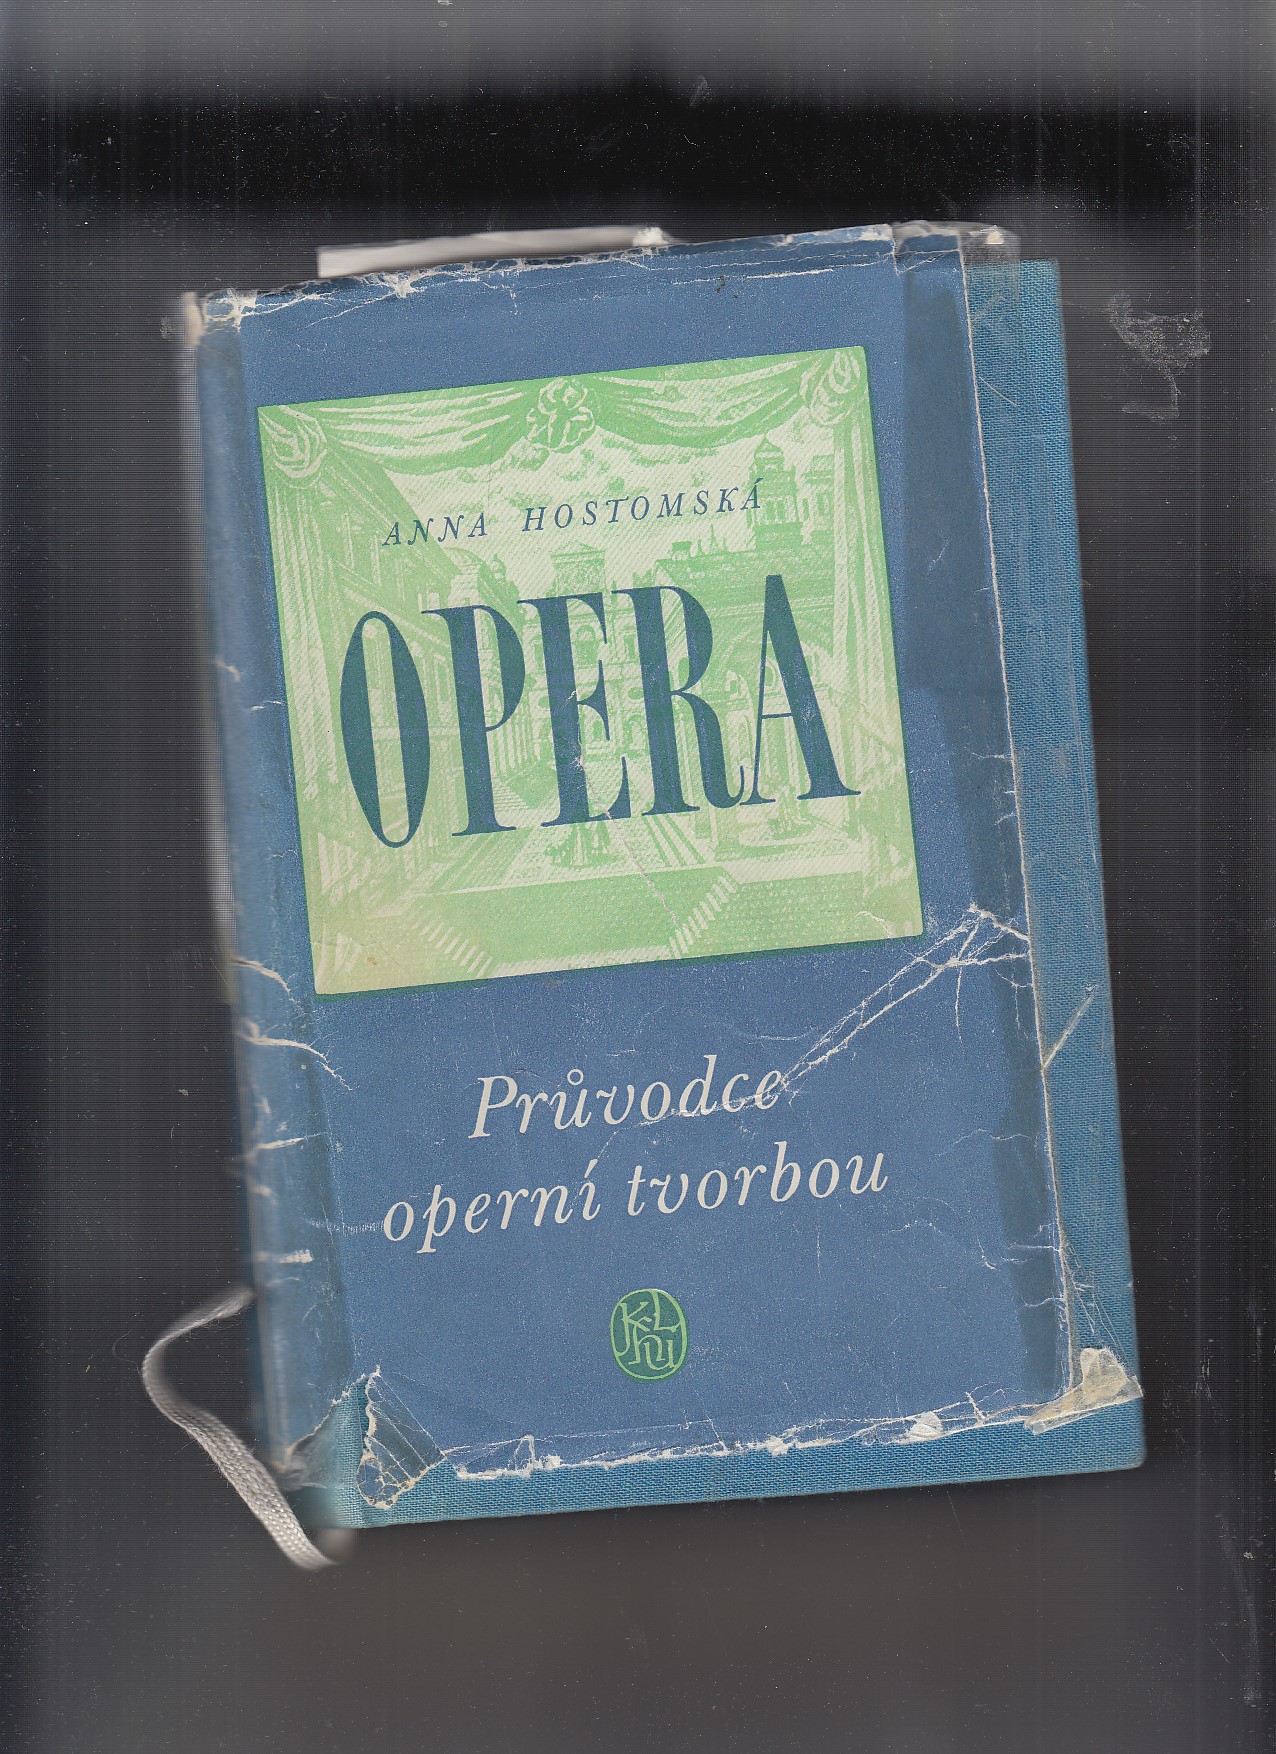 ANNA HOSTOMSKÁ
OPERA
Průvodce
operní tvorbou